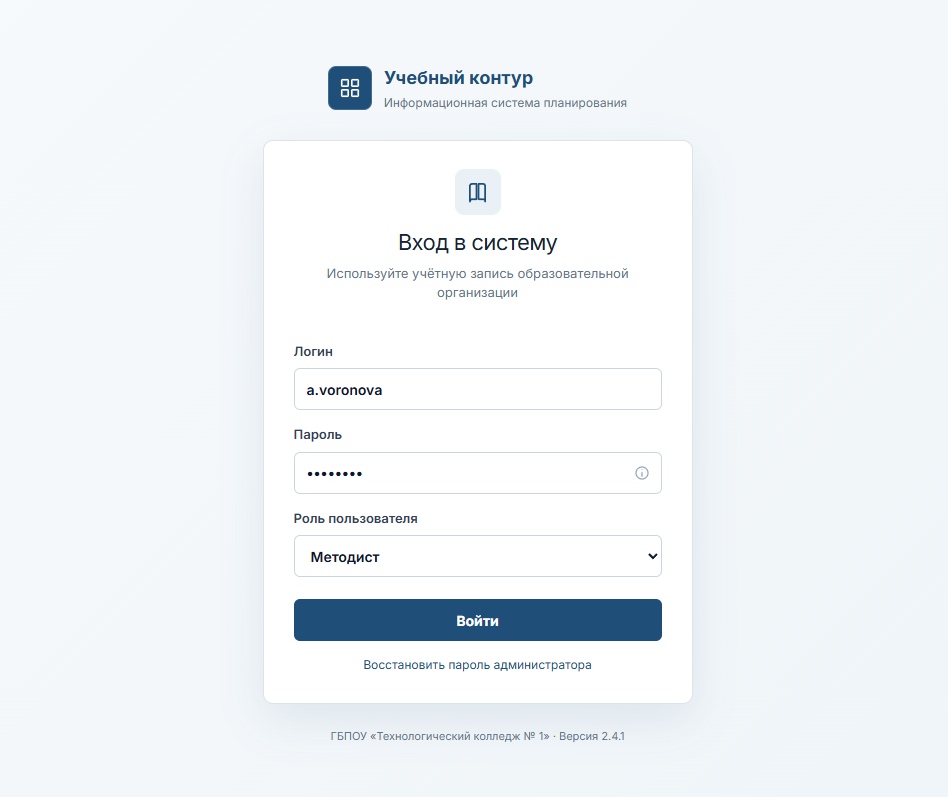 Учебный контур
Информационная система планирования
Вход в систему
Используйте учётную запись образовательной
организации
Логин
a.voronova
Пароль
••••••••
Роль пользователя
Методист
Войти
Восстановить пароль администратора
ГБПОУ «Технологический колледж № 1» · Версия 2.4.1